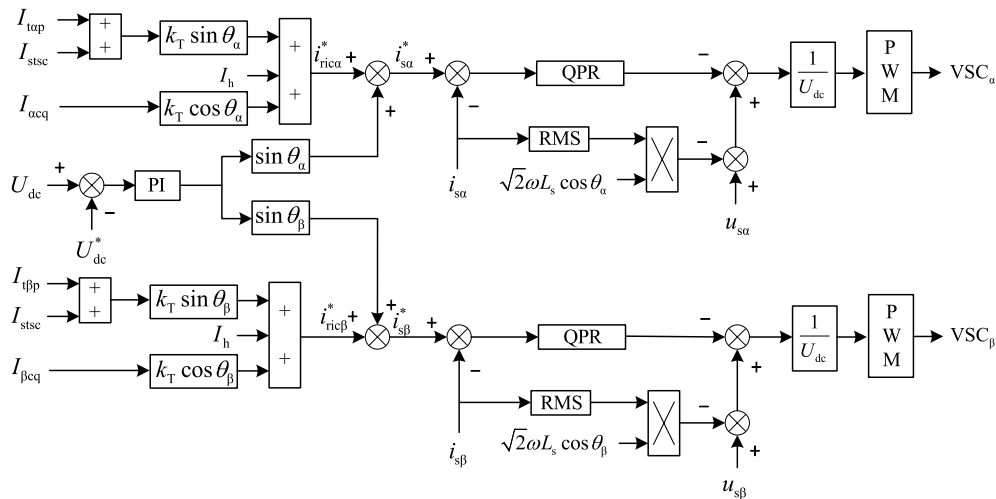 I_tαp
+
+
I_stsc
k_T sin θ_α
+
+
I_h
I_αcq
k_T cos θ_α
i*_ricα +
+
i*_sα +
−
QPR
−
+
1/U_dc
P W M
VSC_α
RMS
√2ωL_s cos θ_α
−
+
i_sα
u_sα
U_dc
+
−
U*_dc
PI
sin θ_α
sin θ_β
I_tβp
+
+
I_stsc
k_T sin θ_β
+
+
I_h
I_βcq
k_T cos θ_β
i*_ricβ +
+
i*_sβ +
−
QPR
−
+
1/U_dc
P W M
VSC_β
RMS
√2ωL_s cos θ_β
−
+
i_sβ
u_sβ